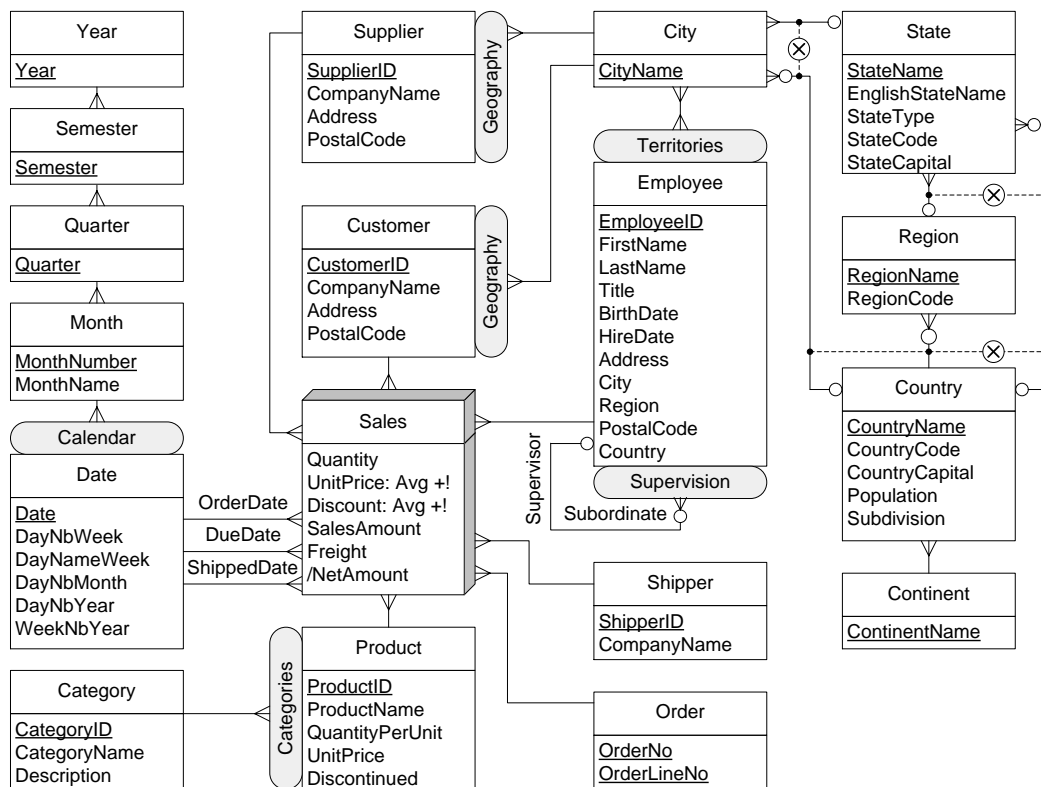 Year
Year
Semester
Semester
Quarter
Quarter
Month
MonthNumber
MonthName
Calendar
Date
Date
DayNbWeek
DayNameWeek
DayNbMonth
DayNbYear
WeekNbYear
Category
CategoryID
CategoryName
Description
Supplier
SupplierID
CompanyName
Address
PostalCode
Geography
Customer
CustomerID
CompanyName
Address
PostalCode
Geography
Sales
Quantity
UnitPrice: Avg +!
Discount: Avg +!
SalesAmount
Freight
/NetAmount
OrderDate
DueDate
ShippedDate
Product
ProductID
ProductName
QuantityPerUnit
UnitPrice
Discontinued
Categories
City
CityName
Territories
Employee
EmployeeID
FirstName
LastName
Title
BirthDate
HireDate
Address
City
Region
PostalCode
Country
Supervision
Supervisor
Subordinate
Shipper
ShipperID
CompanyName
Order
OrderNo
OrderLineNo
State
StateName
EnglishStateName
StateType
StateCode
StateCapital
Region
RegionName
RegionCode
Country
CountryName
CountryCode
CountryCapital
Population
Subdivision
Continent
ContinentName